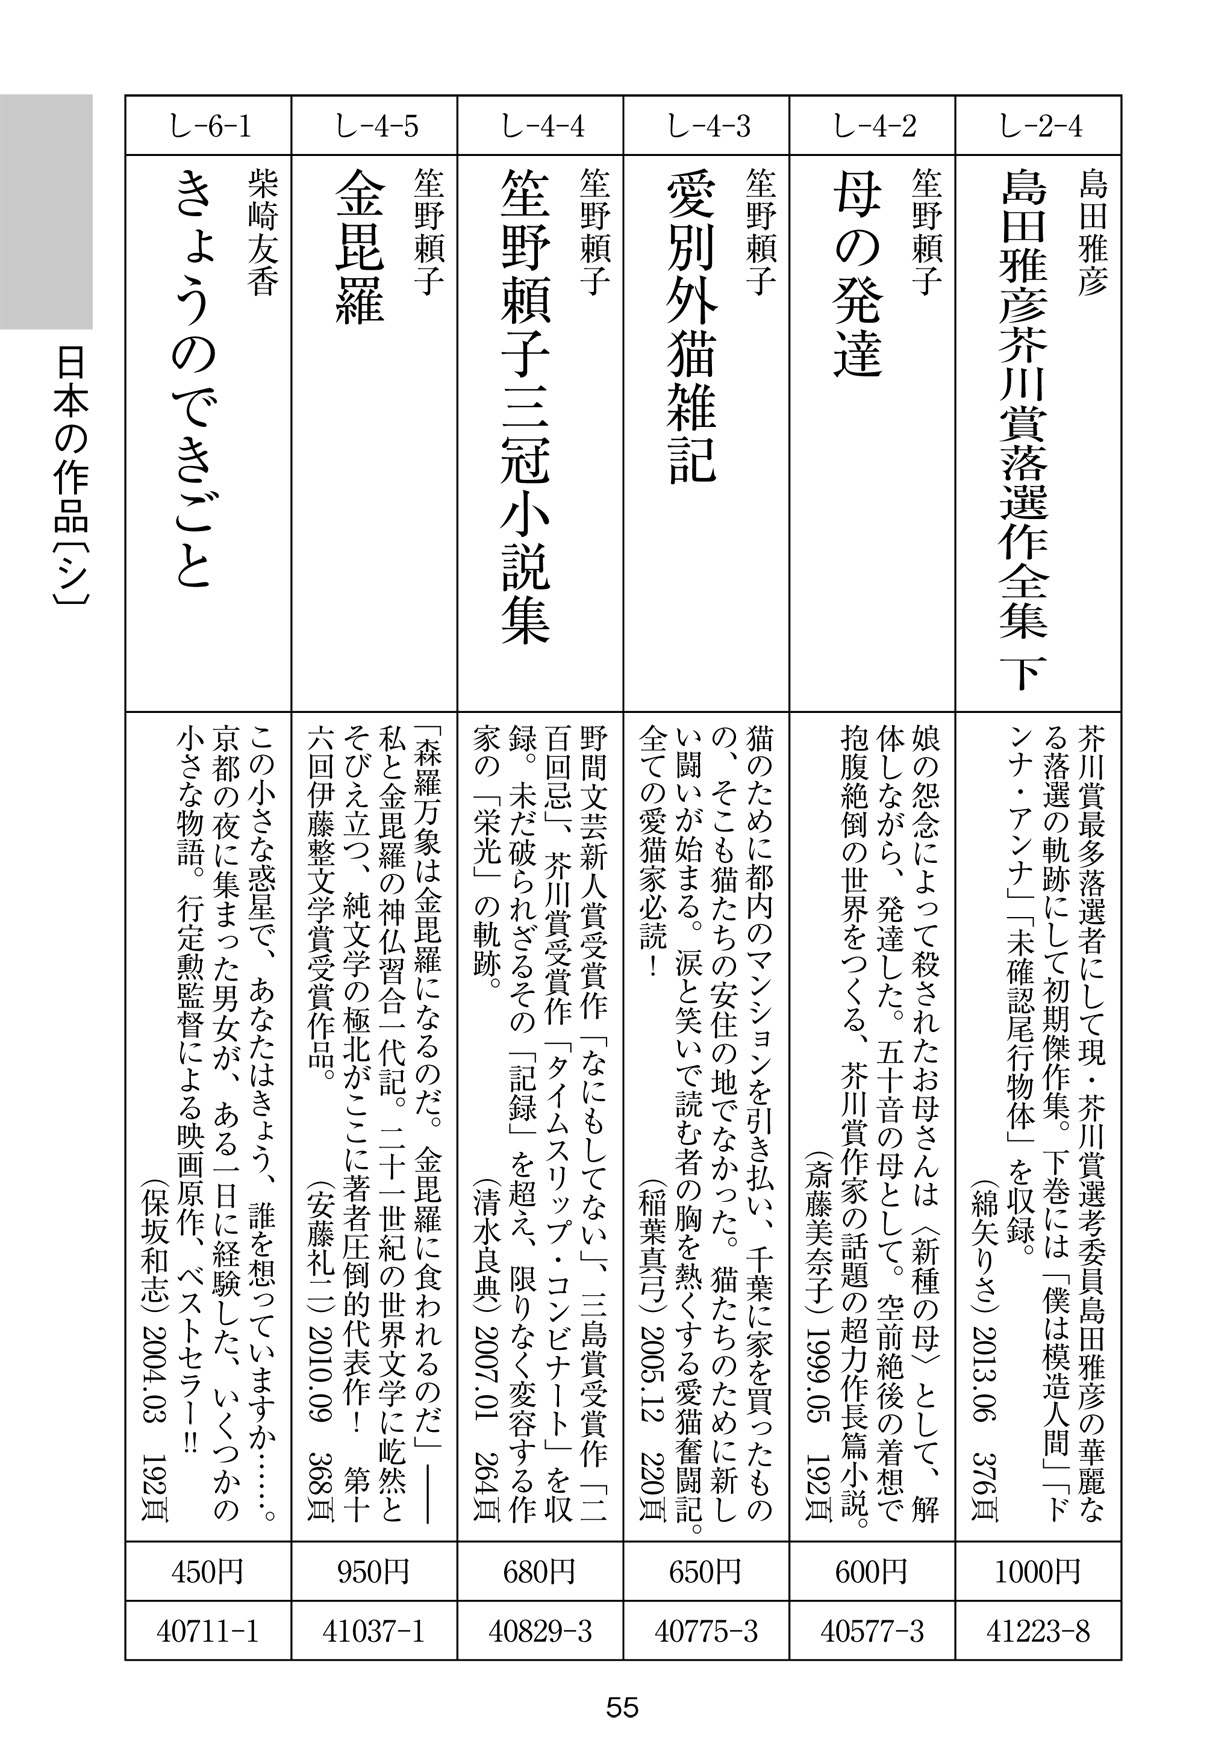 し-2-4
島田雅彦
島田雅彦芥川賞落選作全集 下
芥川賞最多落選者にして現・芥川賞選考委員島田雅彦の華麗な
る落選の軌跡にして初期傑作集。下巻には「僕は模造人間」「ド
ンナ・アンナ」「未確認尾行物体」を収録。
（綿矢りさ）2013.06 376頁
1000円
41223-8
し-4-2
笙野頼子
母の発達
娘の怨念によって殺されたお母さんは〈新種の母〉として、解
体しながら、発達した。五十音の母として。空前絶後の着想で
抱腹絶倒の世界をつくる、芥川賞作家の話題の超力作長篇小説。
（斎藤美奈子）1999.05 192頁
600円
40577-3
し-4-3
笙野頼子
愛別外猫雑記
猫のために都内のマンションを引き払い、千葉に家を買ったもの
の、そこも猫たちの安住の地でなかった。猫たちのために新し
い闘いが始まる。涙と笑いで読む者の胸を熱くする愛猫奮闘記。
全ての愛猫家必読！
（稲葉真弓）2005.12 220頁
650円
40775-3
し-4-4
笙野頼子
笙野頼子三冠小説集
野間文芸新人賞受賞作「なにもしてない」、三島賞受賞作「二
百回忌」、芥川賞受賞作「タイムスリップ・コンビナート」を収
録。未だ破られざるその「記録」を超え、限りなく変容する作
家の「栄光」の軌跡。
（清水良典）2007.01 264頁
680円
40829-3
し-4-5
笙野頼子
金毘羅
「森羅万象は金毘羅になるのだ。金毘羅に食われるのだ」――
私と金毘羅の神仏習合一代記。二十一世紀の世界文学に屹然と
そびえ立つ、純文学の極北がここに著者圧倒的代表作！ 第十
六回伊藤整文学賞受賞作品。
（安藤礼二）2010.09 368頁
950円
41037-1
し-6-1
柴崎友香
きょうのできごと
この小さな惑星で、あなたはきょう、誰を想っていますか……。
京都の夜に集まった男女が、ある一日に経験した、いくつかの
小さな物語。行定勲監督による映画原作、ベストセラー!!
（保坂和志）2004.03 192頁
450円
40711-1
日本の作品〔シ〕
55